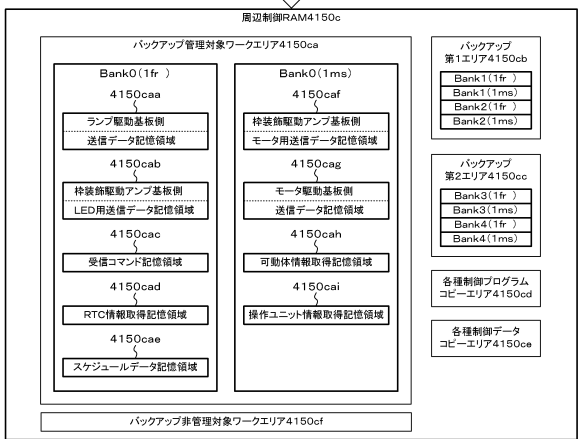 周辺制御RAM4150c
バックアップ管理対象ワークエリア4150ca
Bank0(1fr )
4150caa
ランプ駆動基板側
送信データ記憶領域
4150cab
枠装飾駆動アンプ基板側
LED用送信データ記憶領域
4150cac
受信コマンド記憶領域
4150cad
RTC情報取得記憶領域
4150cae
スケジュールデータ記憶領域
Bank0(1ms)
4150caf
枠装飾駆動アンプ基板側
モータ用送信データ記憶領域
4150cag
モータ駆動基板側
送信データ記憶領域
4150cah
可動体情報取得記憶領域
4150cai
操作ユニット情報取得記憶領域
バックアップ
第1エリア4150cb
Bank1(1fr )
Bank1(1ms)
Bank2(1fr )
Bank2(1ms)
バックアップ
第2エリア4150cc
Bank3(1fr )
Bank3(1ms)
Bank4(1fr )
Bank4(1ms)
各種制御プログラム
コピーエリア4150cd
各種制御データ
コピーエリア4150ce
バックアップ非管理対象ワークエリア4150cf